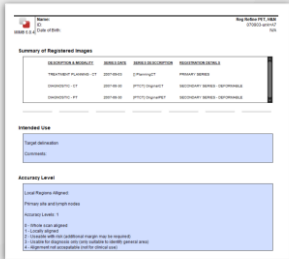 Name:
Reg Refine PET_H&N
ID
Date of Birth:
N/A
Summary of Registered Images
DESCRIPTION & MODALITY SERIES DATE SERIES DESCRIPTION REGISTRATION DETAILS
TREATMENT PLANNING - CT PRIMARY SERIES
DIAGNOSTIC - CT SECONDARY SERIES - DEFORMABLE
DIAGNOSTIC - PT SECONDARY SERIES - DEFORMABLE
Intended Use
Target delineation
Comments:
Accuracy Level
Local Regions Aligned
Primary site and lymph nodes
Accuracy Levels: 1
0 - Whole scan aligned
1 - Locally aligned
2 - Useable with risk (additional margin may be required)
3 - Usable for diagnosis only (only suitable to identify general area)
4 - Alignment not acceptable (not for clinical use)